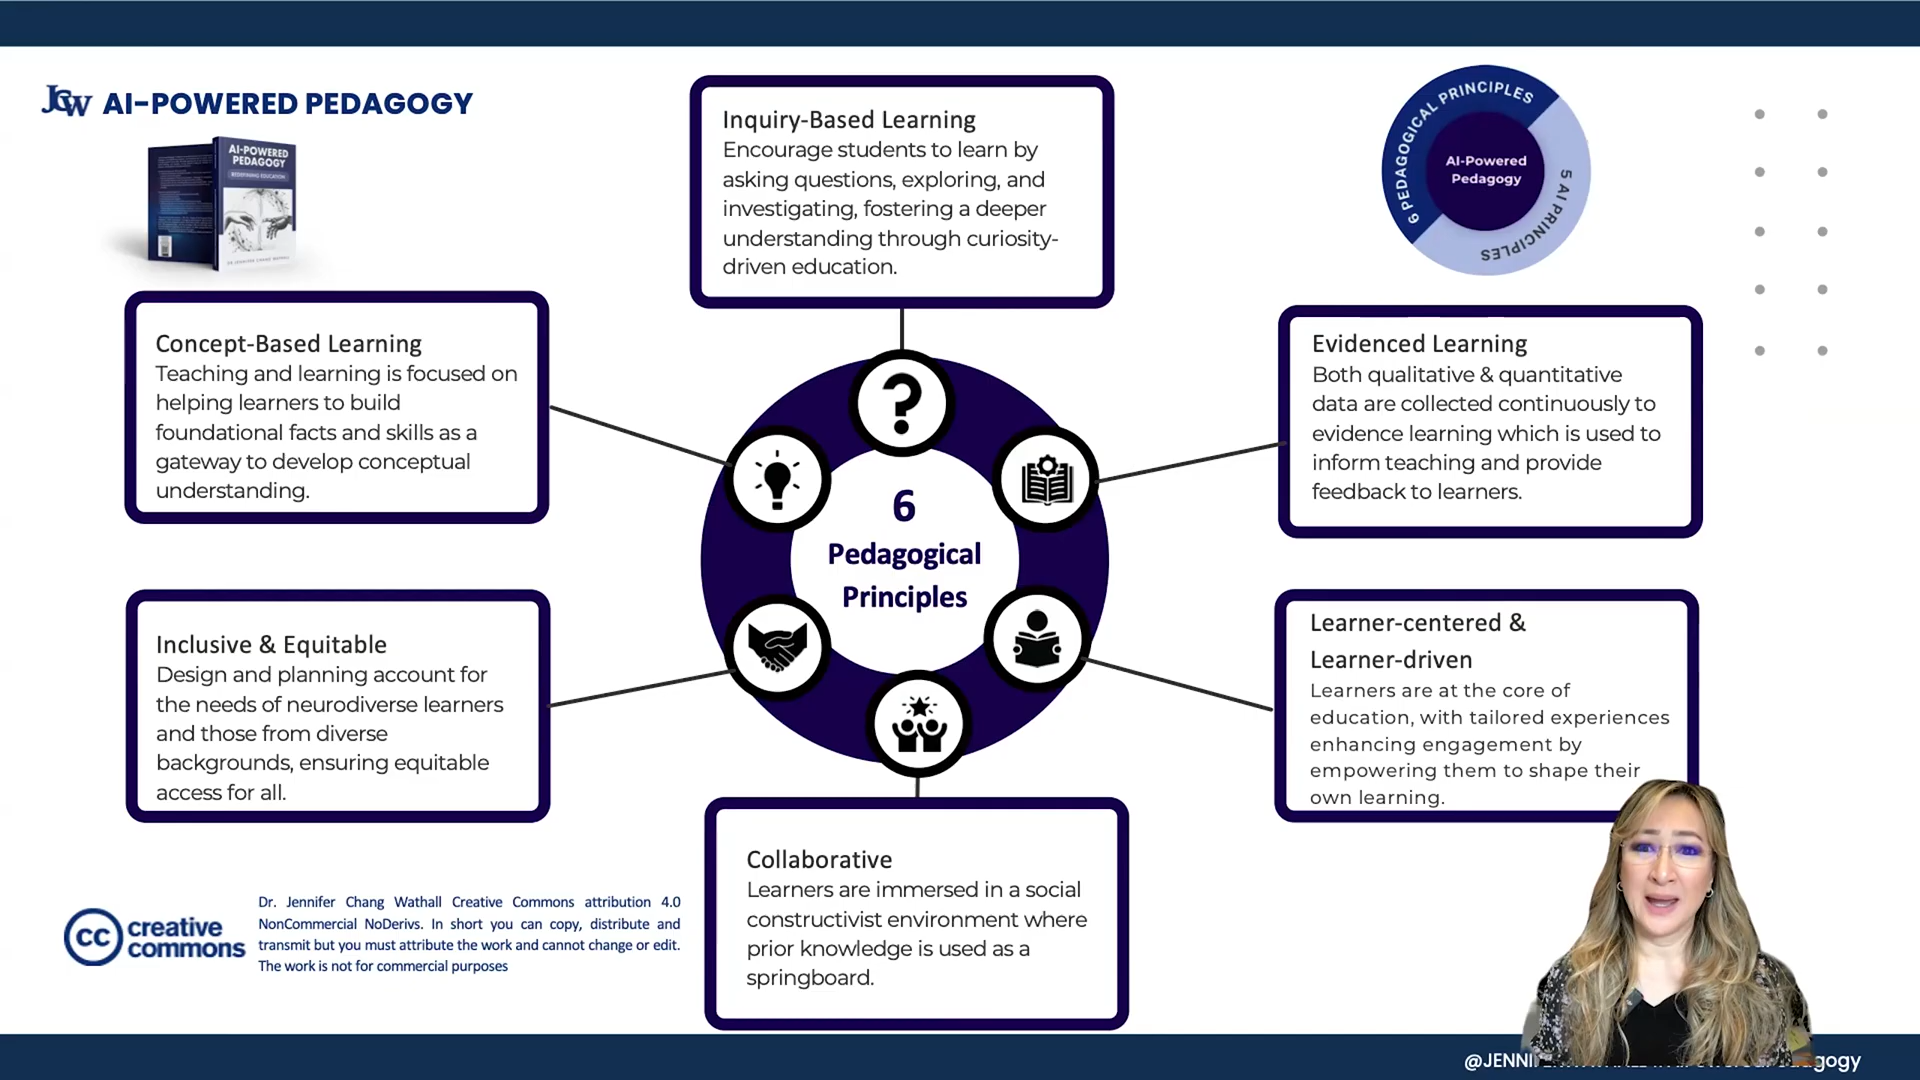 JCW AI-POWERED PEDAGOGY
AI-POWERED
PEDAGOGY
REDEFINING EDUCATION
DR JENNIFER CHANG WATHALL
Inquiry-Based Learning
Encourage students to learn by
asking questions, exploring, and
investigating, fostering a deeper
understanding through curiosity-
driven education.
6 PEDAGOGICAL PRINCIPLES
AI-Powered
Pedagogy
5 AI PRINCIPLES
Concept-Based Learning
Teaching and learning is focused on
helping learners to build
foundational facts and skills as a
gateway to develop conceptual
understanding.
Evidenced Learning
Both qualitative & quantitative
data are collected continuously to
evidence learning which is used to
inform teaching and provide
feedback to learners.
?
6
Pedagogical
Principles
Inclusive & Equitable
Design and planning account for
the needs of neurodiverse learners
and those from diverse
backgrounds, ensuring equitable
access for all.
Learner-centered &
Learner-driven
Learners are at the core of
education, with tailored experiences
enhancing engagement by
empowering them to shape their
own learning.
Collaborative
Learners are immersed in a social
constructivist environment where
prior knowledge is used as a
springboard.
cc creative
commons
Dr. Jennifer Chang Wathall Creative Commons attribution 4.0
NonCommercial NoDerivs. In short you can copy, distribute and
transmit but you must attribute the work and cannot change or edit.
The work is not for commercial purposes